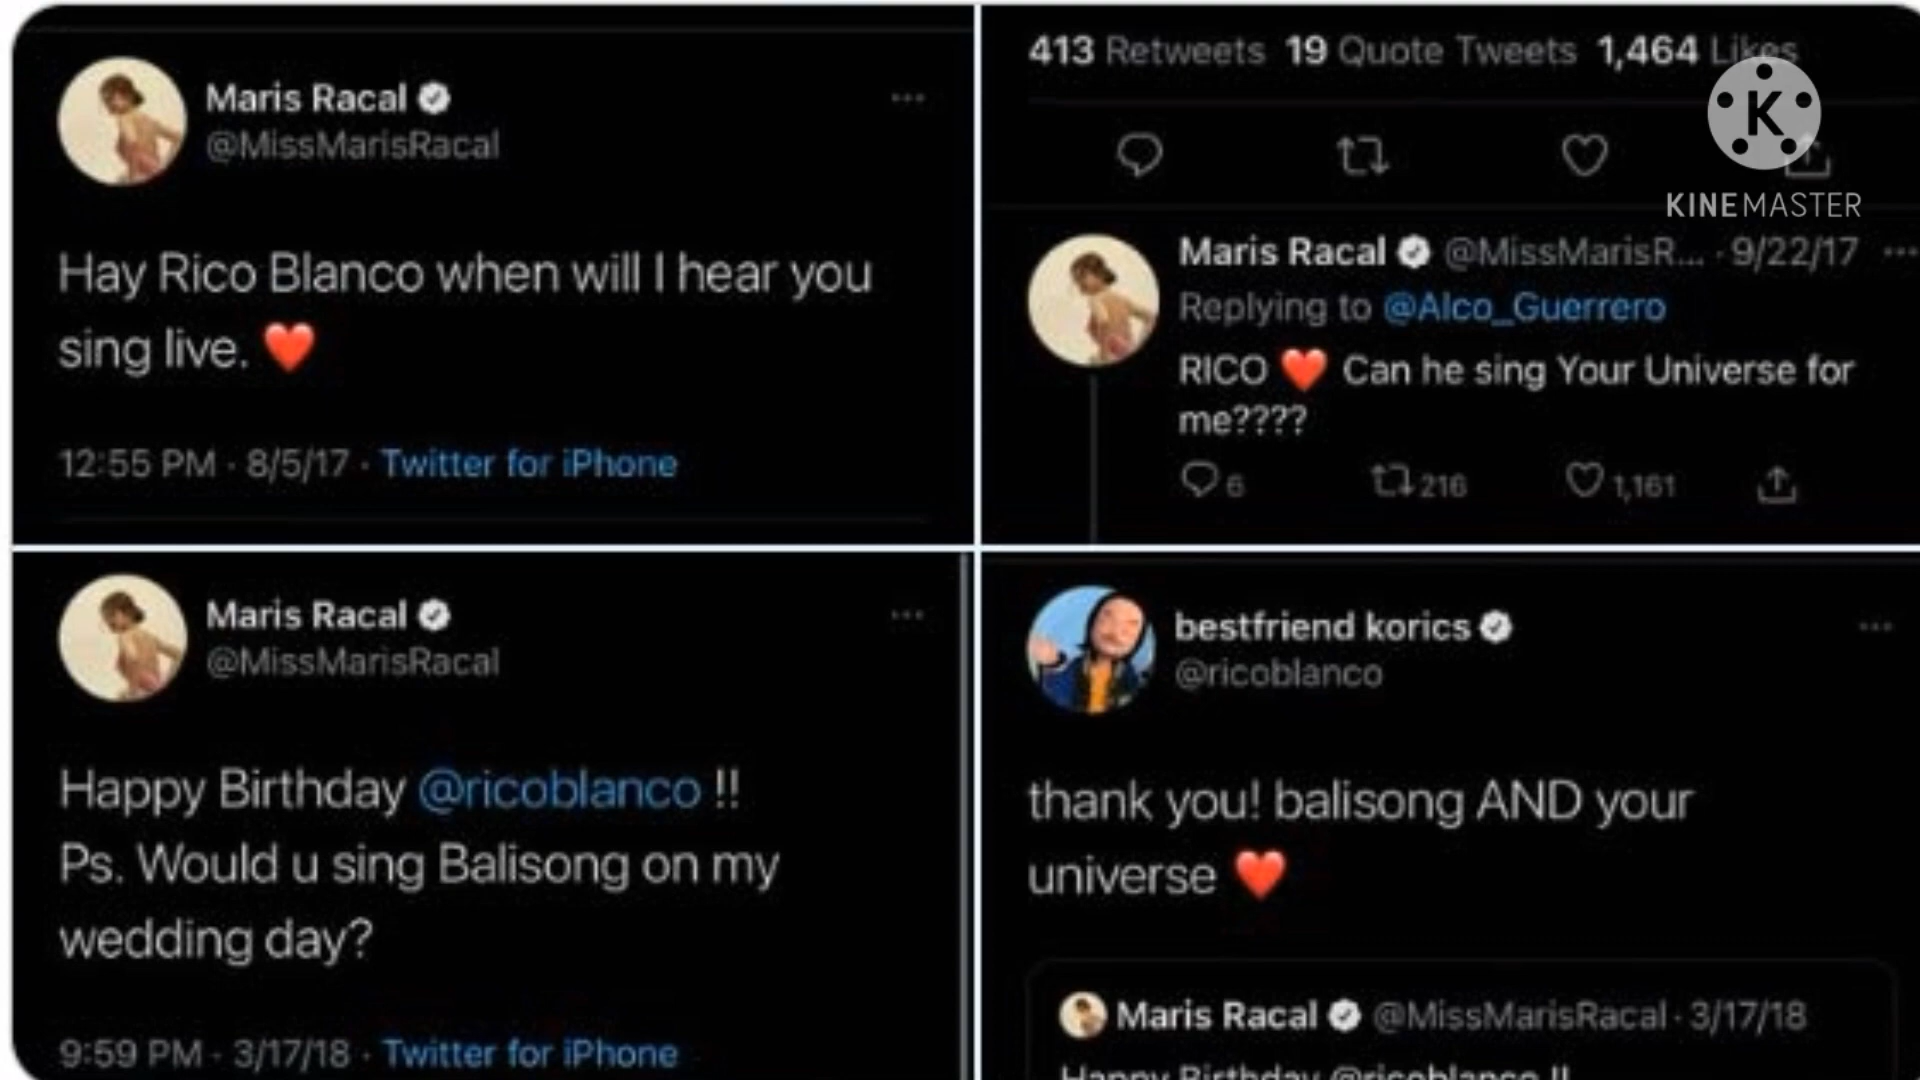 Maris Racal
@MissMarisRacal
Hay Rico Blanco when will I hear you
sing live. ❤️
12:55 PM · 8/5/17 · Twitter for iPhone
413 Retweets 19 Quote Tweets 1,464 Likes
K
KINEMASTER
Maris Racal @MissMarisR... · 9/22/17
Replying to @Alco_Guerrero
RICO ❤️ Can he sing Your Universe for
me????
6 216 1,161
Maris Racal
@MissMarisRacal
Happy Birthday @ricoblanco !!
Ps. Would u sing Balisong on my
wedding day?
9:59 PM · 3/17/18 · Twitter for iPhone
bestfriend korics
@ricoblanco
thank you! balisong AND your
universe ❤️
Maris Racal @MissMarisRacal · 3/17/18
Happy Birthday @ricoblanco !!